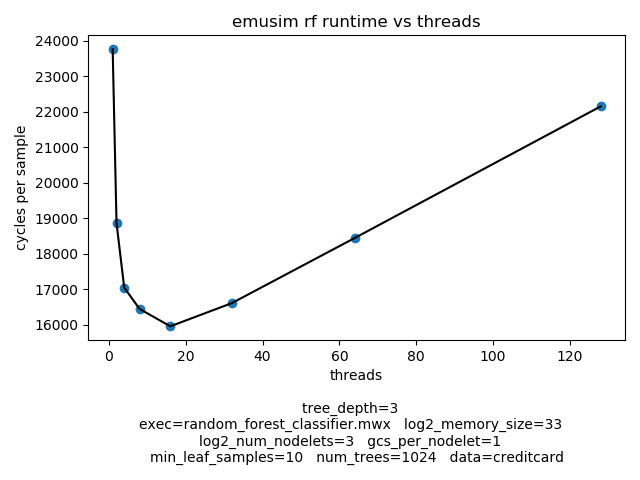 emusim rf runtime vs threads
24000
23000
22000
21000
20000
19000
18000
17000
16000
cycles per sample
0 20 40 60 80 100 120
threads
tree_depth=3
exec=random_forest_classifier.mwx log2_memory_size=33
log2_num_nodelets=3 gcs_per_nodelet=1
min_leaf_samples=10 num_trees=1024 data=creditcard